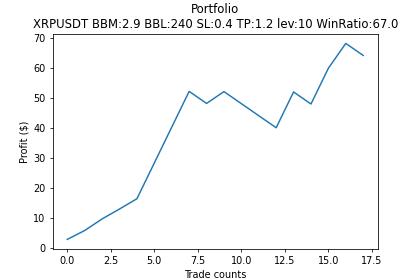 Portfolio
XRPUSDT BBM:2.9 BBL:240 SL:0.4 TP:1.2 lev:10 WinRatio:67.0
70
60
50
40
30
20
10
0
Profit ($)
0.0 2.5 5.0 7.5 10.0 12.5 15.0 17.5
Trade counts